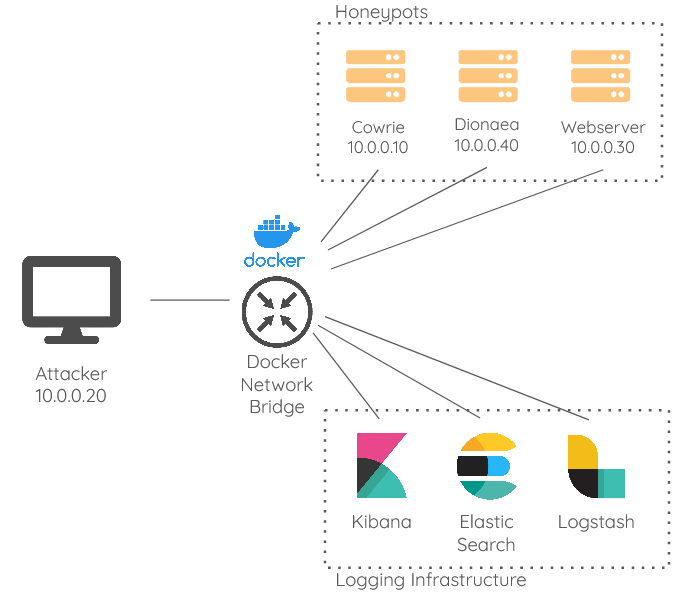 Honeypots
Cowrie
10.0.0.10
Dionaea
10.0.0.40
Webserver
10.0.0.30
docker
Docker
Network
Bridge
Attacker
10.0.0.20
Kibana
Elastic
Search
Logstash
Logging Infrastructure